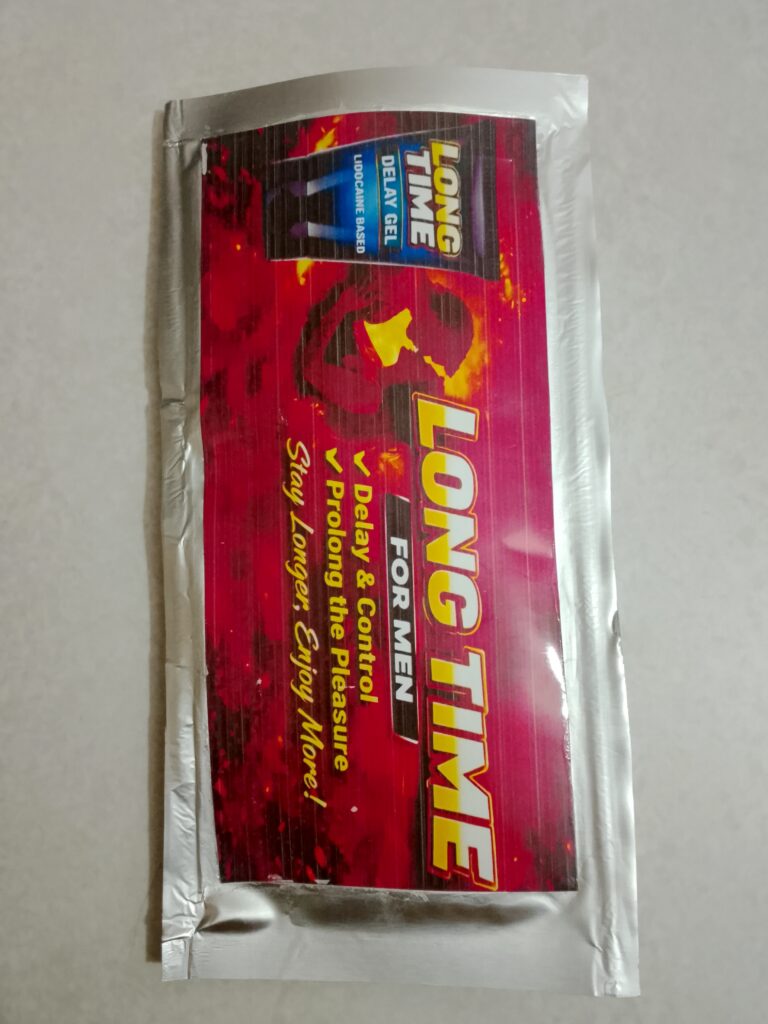 LONG
TIME
DELAY GEL
LIDOCAINE BASED
LONG TIME
FOR MEN
✓ Delay & Control
✓ Prolong the Pleasure
Stay Longer, Enjoy More!